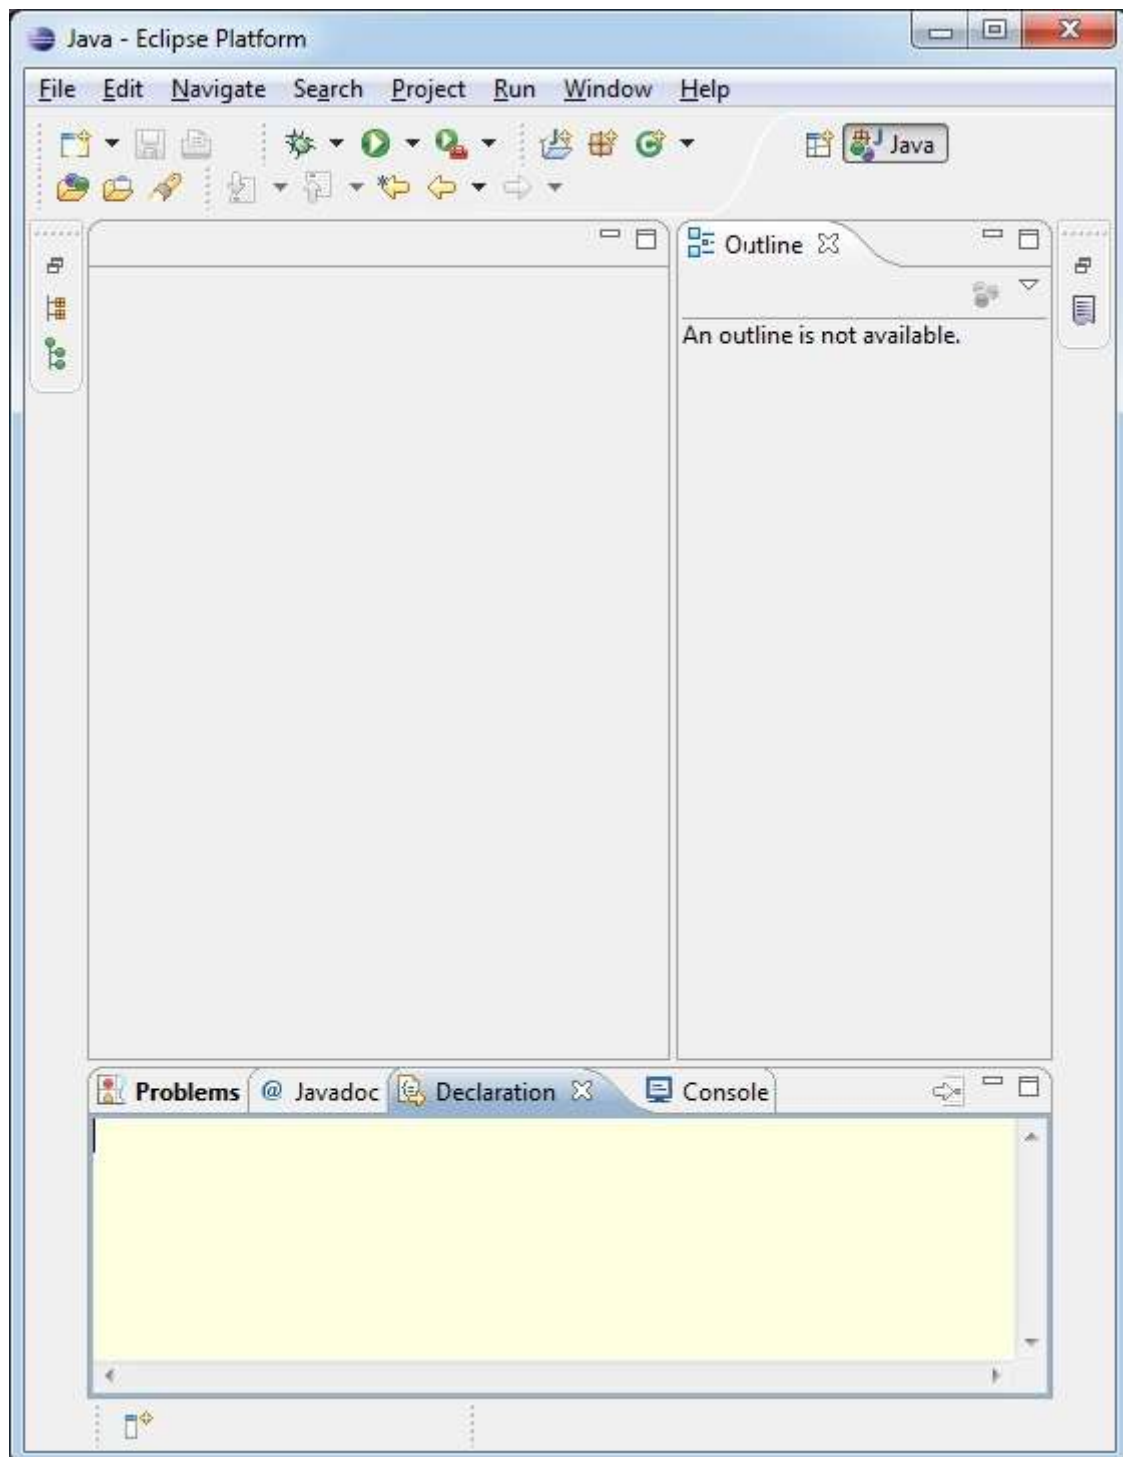 Java - Eclipse Platform
File Edit Navigate Search Project Run Window Help
Java
Outline
An outline is not available.
Problems @ Javadoc Declaration Console